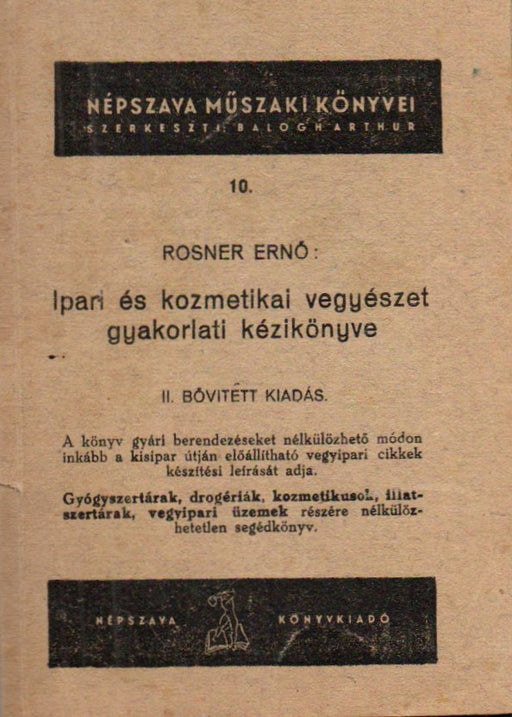 NÉPSZAVA MŰSZAKI KÖNYVEI
SZERKESZTI: BALOGH ARTHUR
10.
ROSNER ERNŐ:
Ipari és kozmetikai vegyészet
gyakorlati kézikönyve
II. BŐVITETT KIADÁS.
A könyv gyári berendezéseket nélkülözhető módon
inkább a kisipar útján előállítható vegyipari cikkek
készítési leírását adja.
Gyógyszertárak, drogériák, kozmetikusok, illat-
szertárak, vegyipari üzemek részére nélkülöz-
hetetlen segédkönyv.
NÉPSZAVA KÖNYVKIADÓ